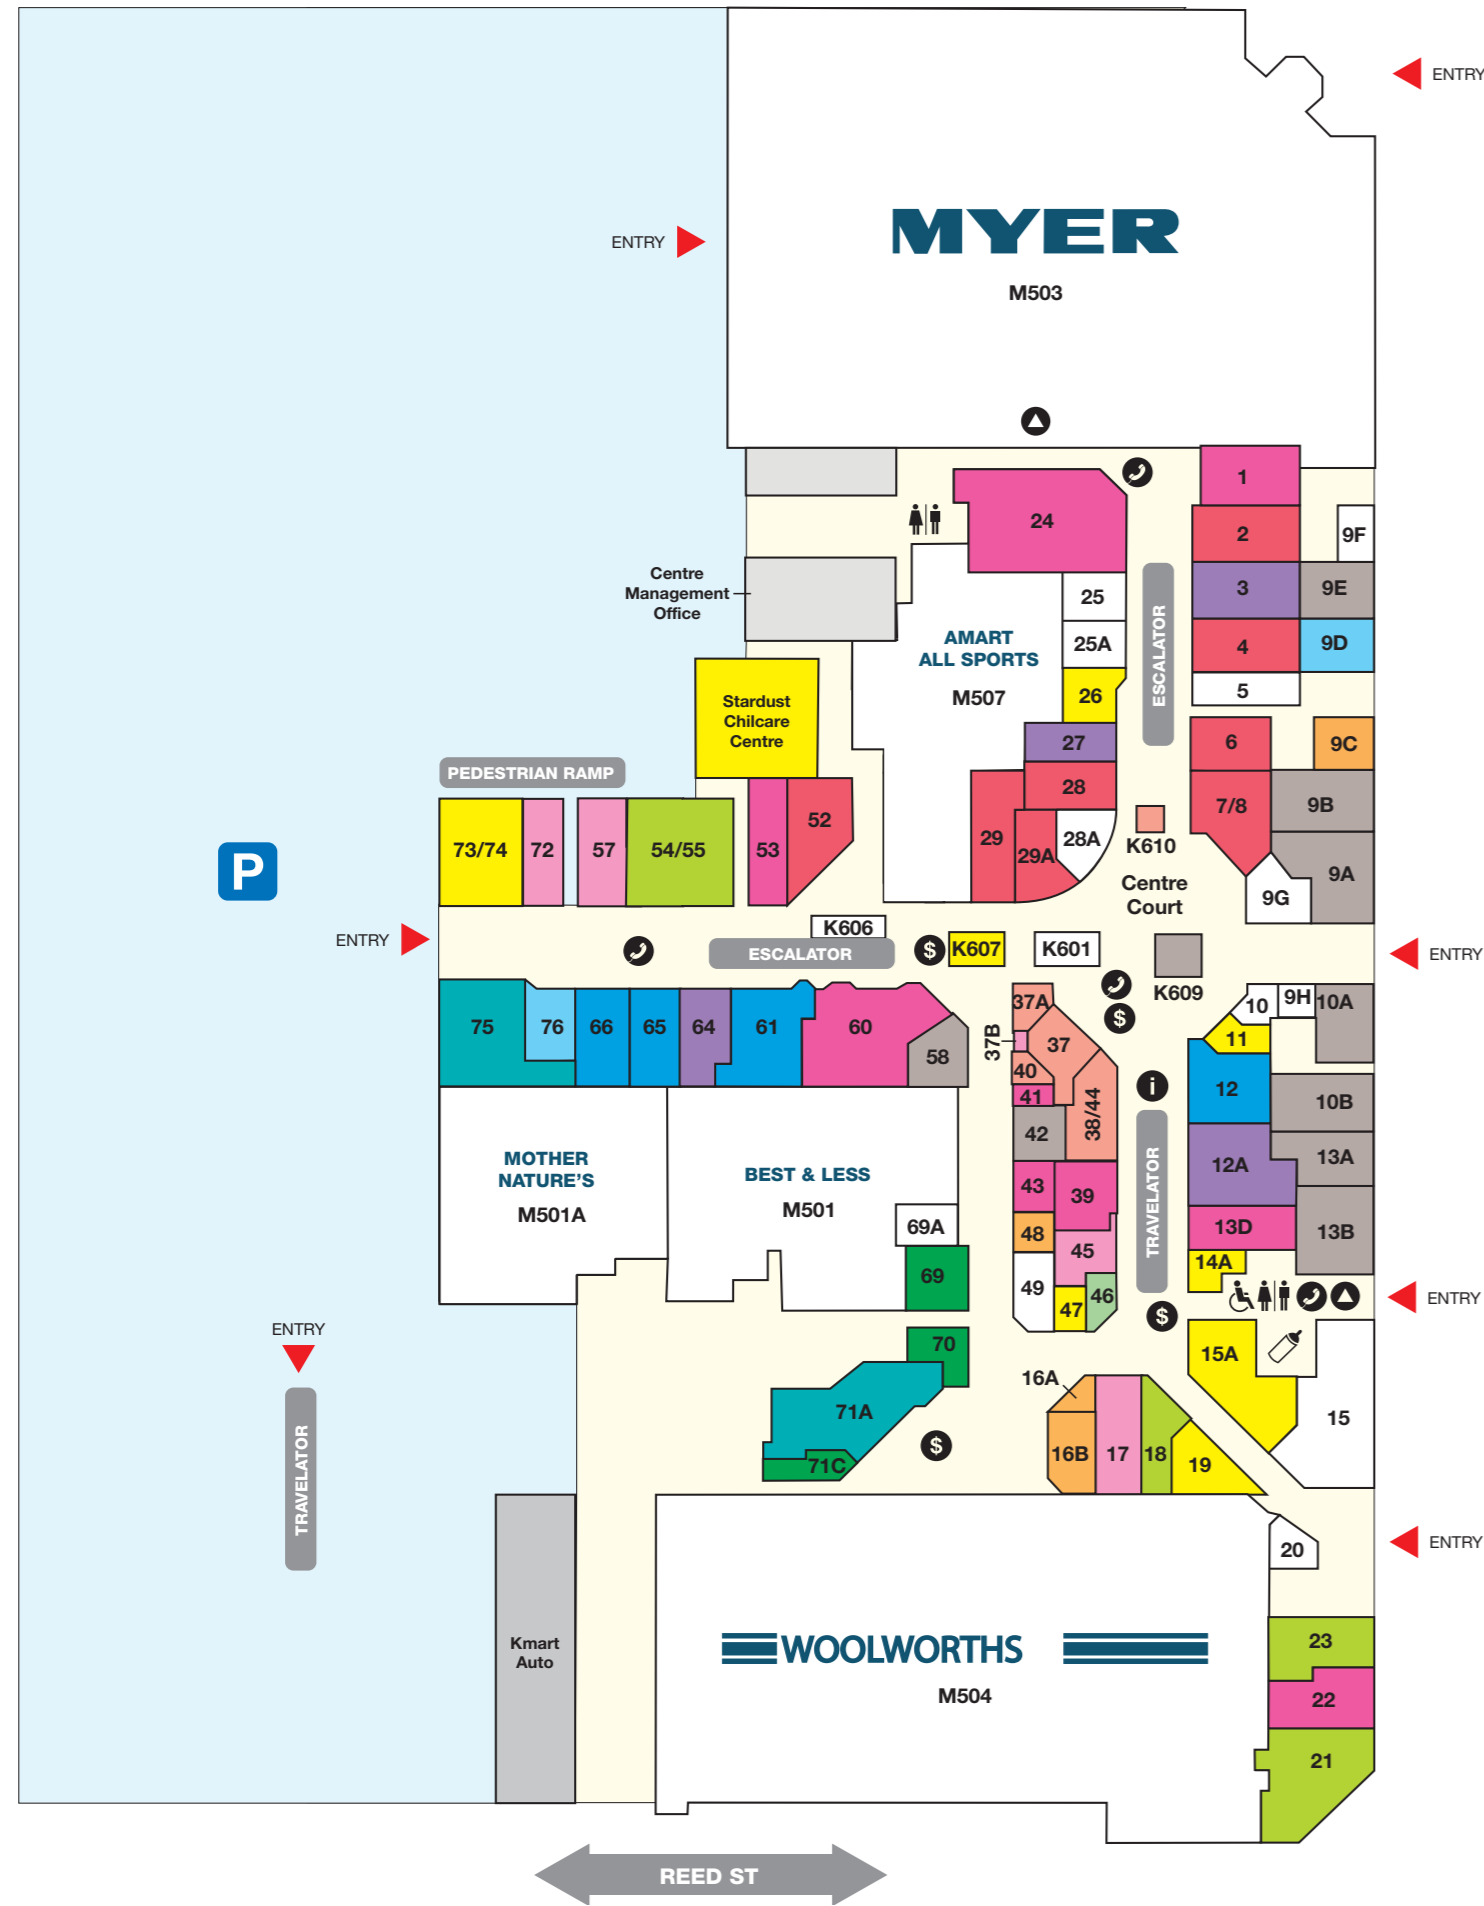 ENTRY
MYER
ENTRY
M503
1
24
2
9F
Centre
Management
Office
25
3
9E
AMART
ALL SPORTS
25A
4
9D
ESCALATOR
M507
26
5
Stardust
Chilcare
Centre
27
6
9C
PEDESTRIAN RAMP
28
7/8
9B
73/74
72
57
54/55
53
52
29
29A
28A
K610
9A
Centre
Court
9G
P
ENTRY
K606
ESCALATOR
$
K607
K601
K609
ENTRY
75
76
66
65
64
61
60
58
37A
37B
37
$
10
9H
10A
11
40
41
i
12
42
38/44
10B
MOTHER
NATURE'S
M501A
BEST & LESS
M501
TRAVELATOR
12A
13A
43
39
69A
48
45
13D
13B
69
49
47
46
14A
ENTRY
ENTRY
$
70
15A
16A
71A
15
TRAVELATOR
$
16B
17
18
19
71C
20
ENTRY
Kmart
Auto
WOOLWORTHS
M504
23
22
21
REED ST